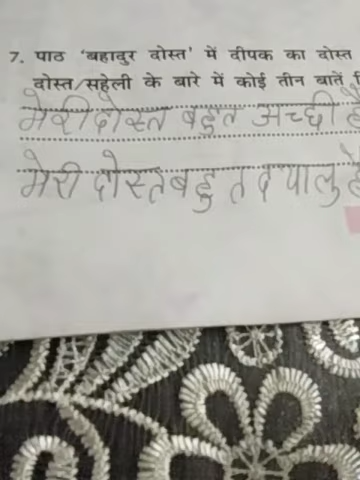 7. पाठ 'बहादुर दोस्त' में दीपक का दोस्त
दोस्त/सहेली के बारे में कोई तीन बातें
मेरी दोस्त बहुत अच्छी है
मेरी दोस्त बहुत दयालु है